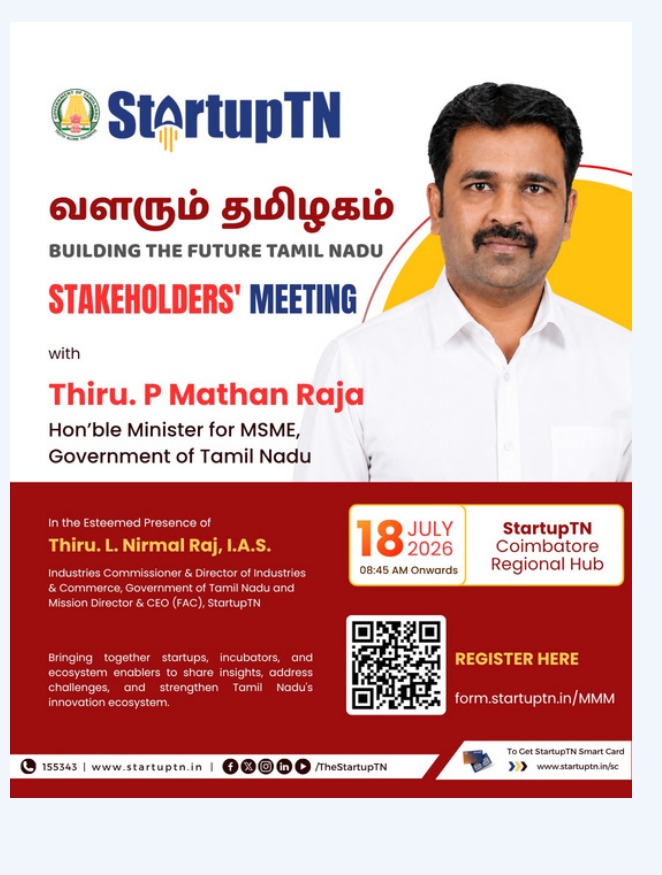 StartupTN
வளரும் தமிழகம்
BUILDING THE FUTURE TAMIL NADU
STAKEHOLDERS' MEETING
with
Thiru. P Mathan Raja
Hon'ble Minister for MSME,
Government of Tamil Nadu
In the Esteemed Presence of
Thiru. L. Nirmal Raj, I.A.S.
Industries Commissioner & Director of Industries
& Commerce, Government of Tamil Nadu and
Mission Director & CEO (FAC), StartupTN
Bringing together startups, incubators, and
ecosystem enablers to share insights, address
challenges, and strengthen Tamil Nadu's
innovation ecosystem.
18 JULY
2026
08:45 AM Onwards
StartupTN
Coimbatore
Regional Hub
REGISTER HERE
form.startuptn.in/MMM
155343 | www.startuptn.in | /TheStartupTN
To Get StartupTN Smart Card
www.startuptn.in/sc